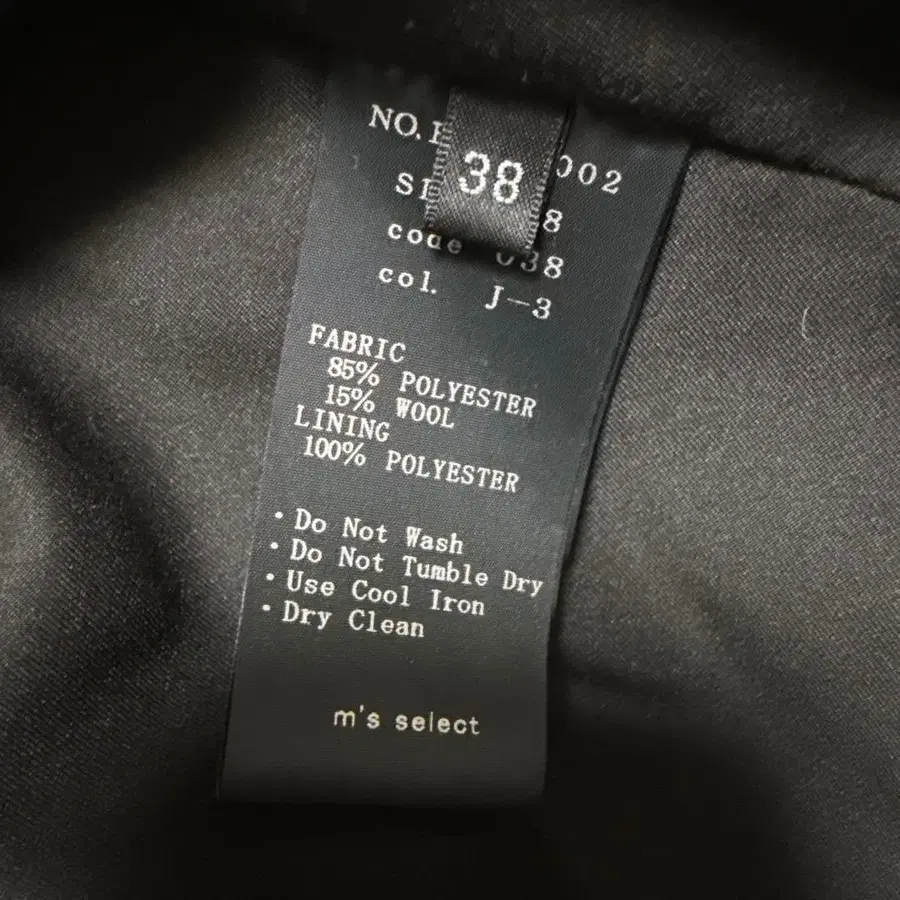 NO.
002
38
8
code 038
col. J-3
FABRIC
85% POLYESTER
15% WOOL
LINING
100% POLYESTER
・Do Not Wash
・Do Not Tumble Dry
・Use Cool Iron
・Dry Clean
m's select